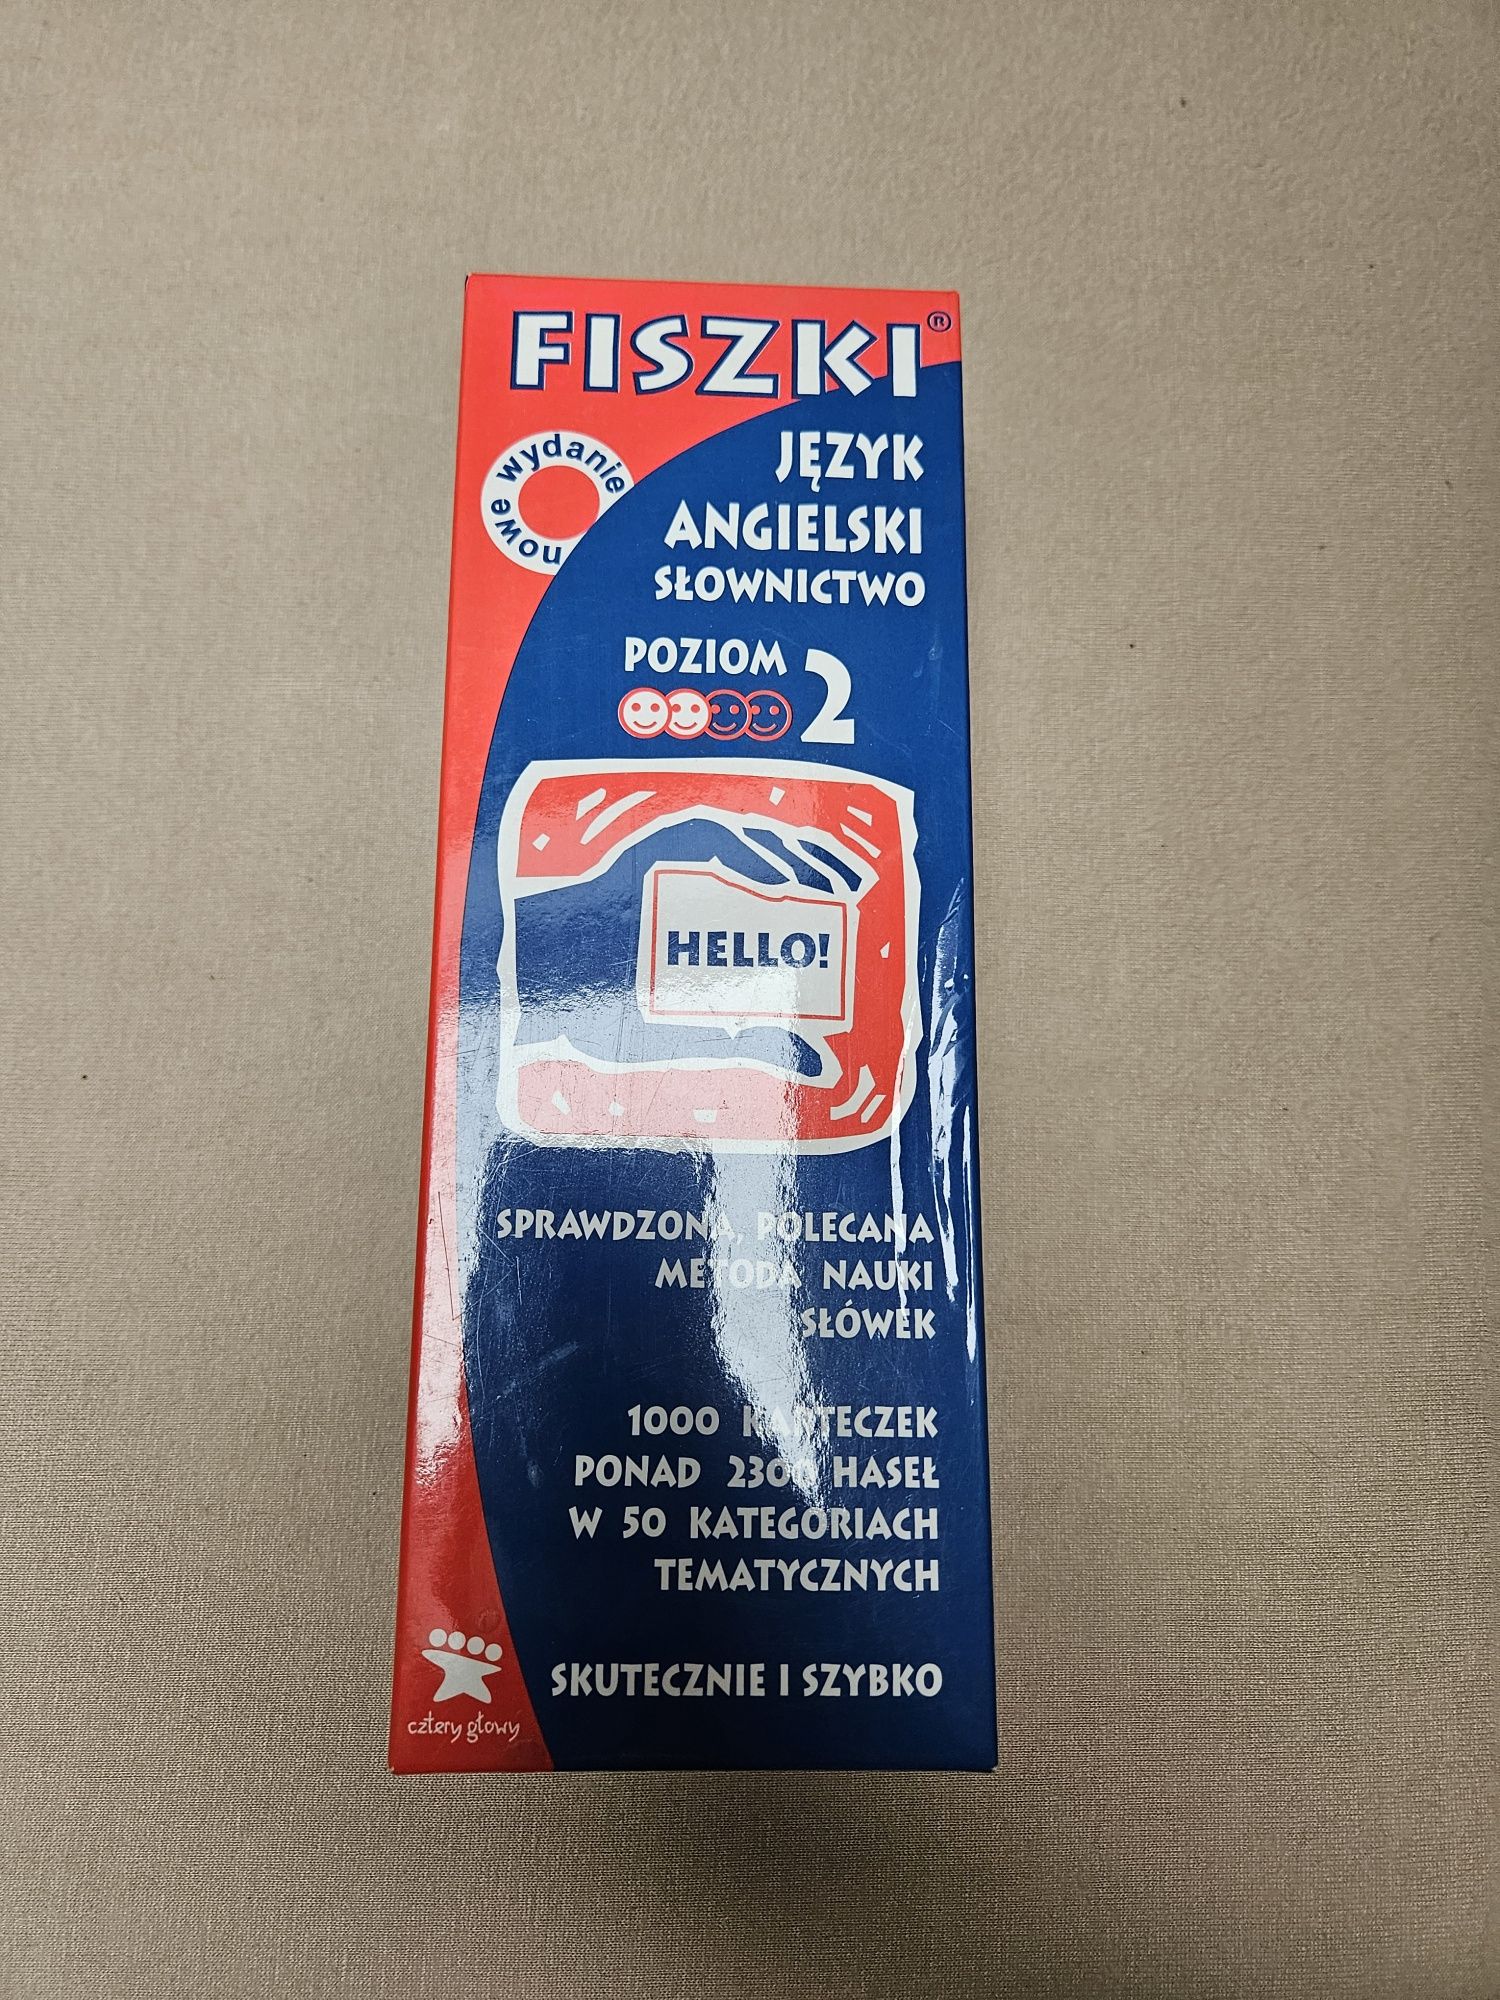 FISZKI®
nowe wydanie
JĘZYK
ANGIELSKI
SŁOWNICTWO
POZIOM 2
HELLO!
SPRAWDZONA, POLECANA
METODA NAUKI
SŁÓWEK
1000 KARTECZEK
PONAD 2300 HASEŁ
W 50 KATEGORIACH
TEMATYCZNYCH
SKUTECZNIE I SZYBKO
cztery głowy